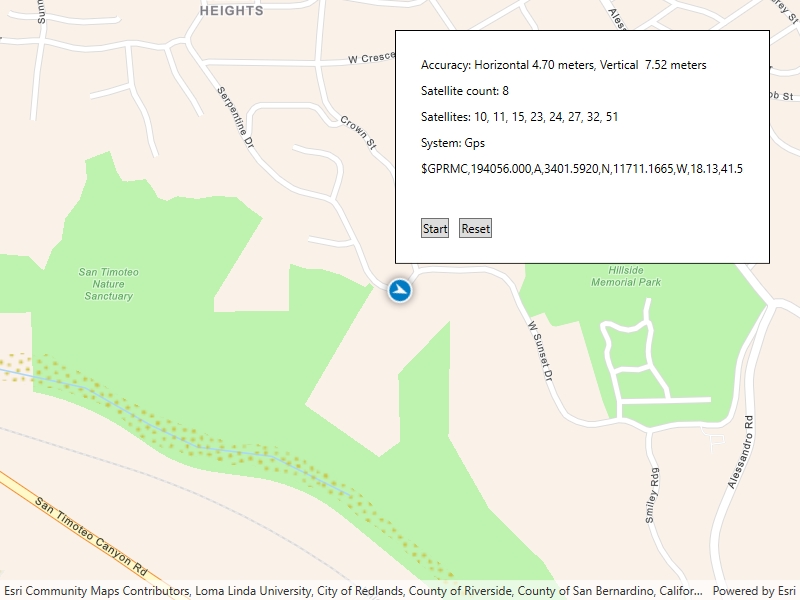 HEIGHTS
W Cresce
Serpentine Dr
Crown St
Accuracy: Horizontal 4.70 meters, Vertical  7.52 meters
Satellite count: 8
Satellites: 10, 11, 15, 23, 24, 27, 32, 51
System: Gps
$GPRMC,194056.000,A,3401.5920,N,11711.1665,W,18.13,41.5
Start Reset
San Timoteo
Nature
Sanctuary
Hillside
Memorial Park
W Sunset Dr
Alessandro Rd
Smiley Rdg
San Timoteo Canyon Rd
Esri Community Maps Contributors, Loma Linda University, City of Redlands, County of Riverside, County of San Bernardino, Califor... Powered by Esri